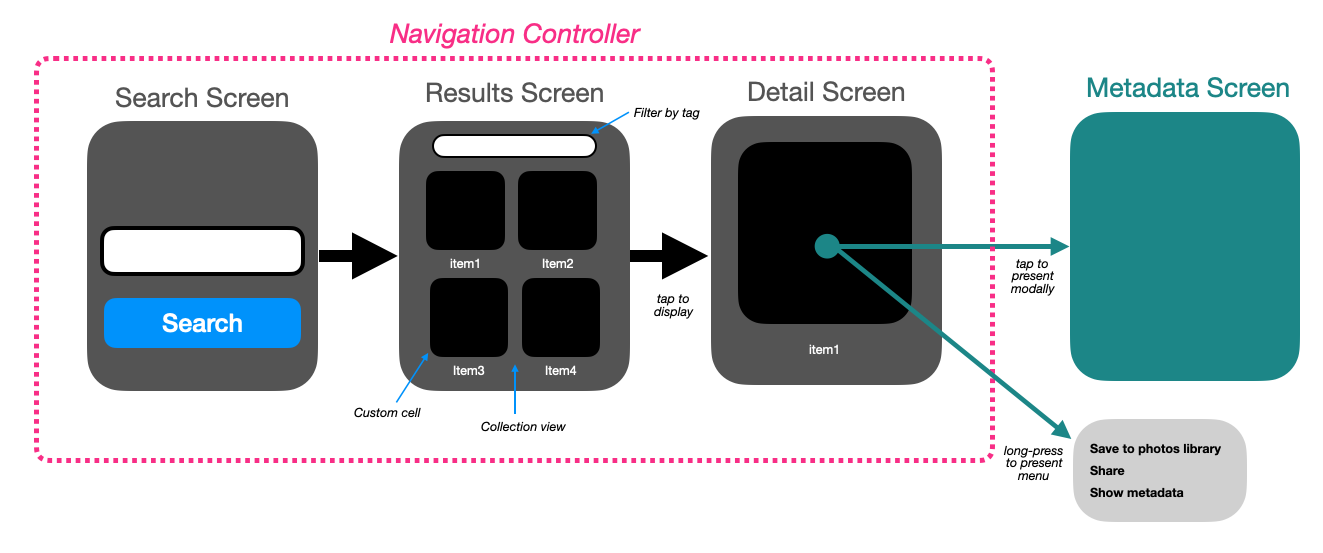 Navigation Controller
Search Screen
Results Screen
Detail Screen
Metadata Screen
Filter by tag
Search
item1
Item2
Item3
Item4
Custom cell
Collection view
tap to
display
item1
tap to
present
modally
long-press
to present
menu
Save to photos library
Share
Show metadata